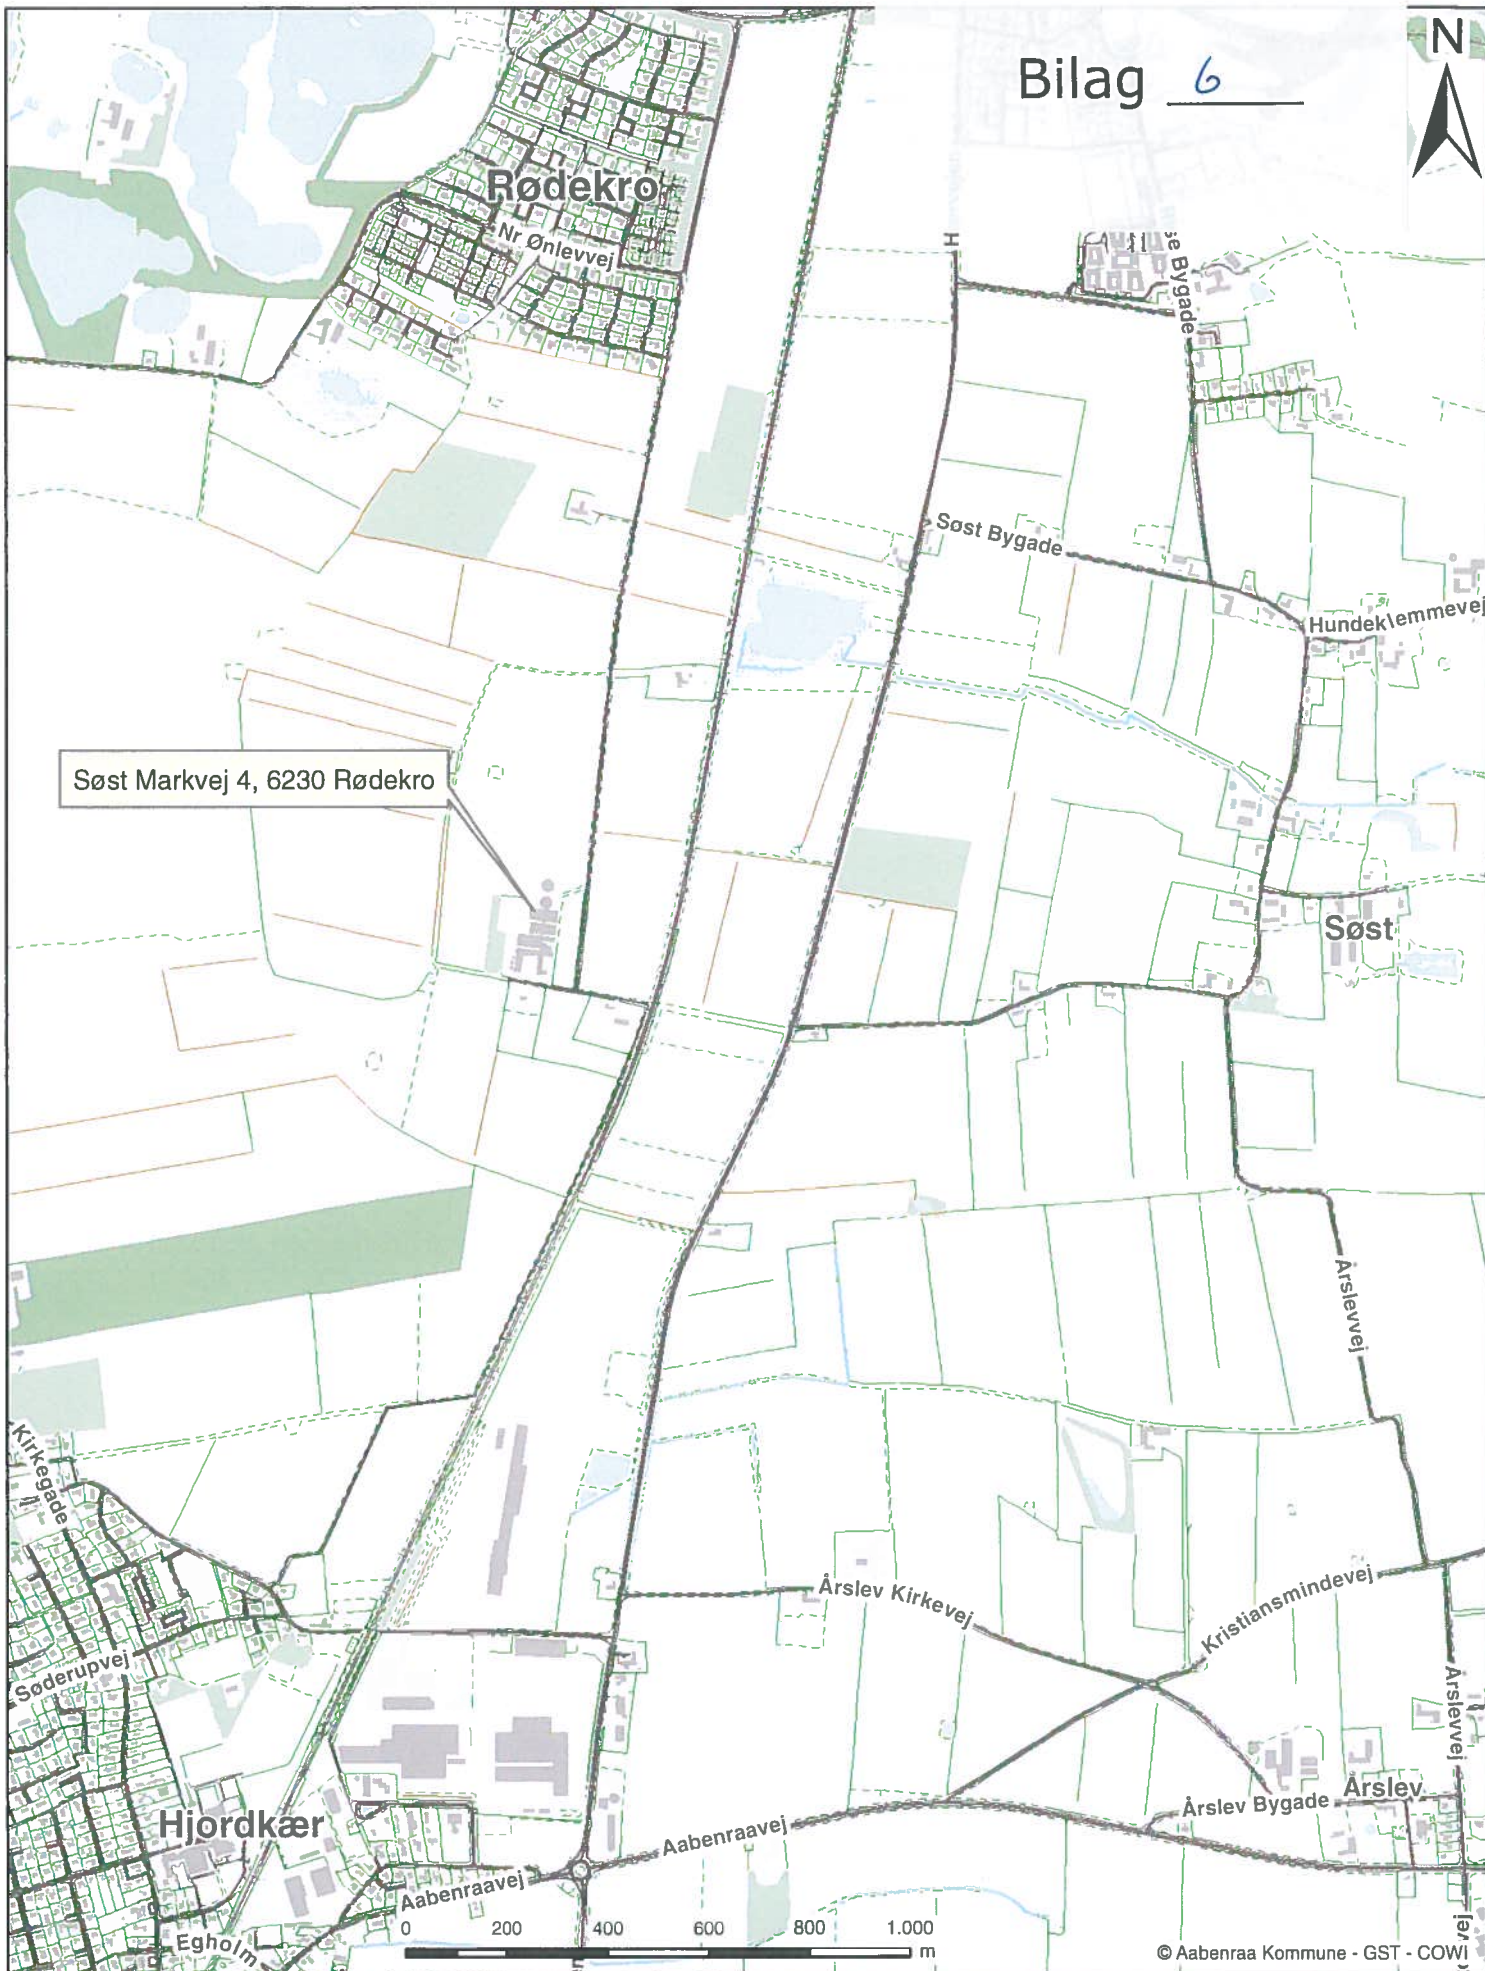 Bilag 6
N
Rødekro
Nr Ønlevvej
H
se Bygade
Søst Bygade
Hundeklemmevej
Søst Markvej 4, 6230 Rødekro
Søst
Årslevvej
Kirkegade
Årslev Kirkevej
Kristiansmindevej
Søderupvej
Årslevvej
Årslev
Årslev Bygade
Hjordkær
Aabenraavej
Aabenraavej
Egholm
0 200 400 600 800 1.000
m
© Aabenraa Kommune - GST - COWI